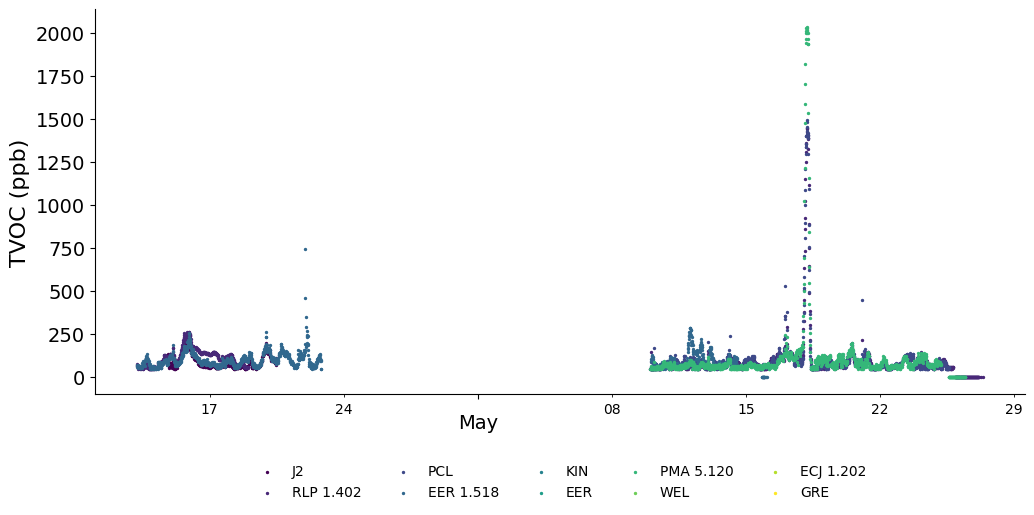 2000
1750
1500
1250
1000
750
500
250
0
TVOC (ppb)
17 24 08 15 22 29
May
J2 PCL KIN PMA 5.120 ECJ 1.202
RLP 1.402 EER 1.518 EER WEL GRE